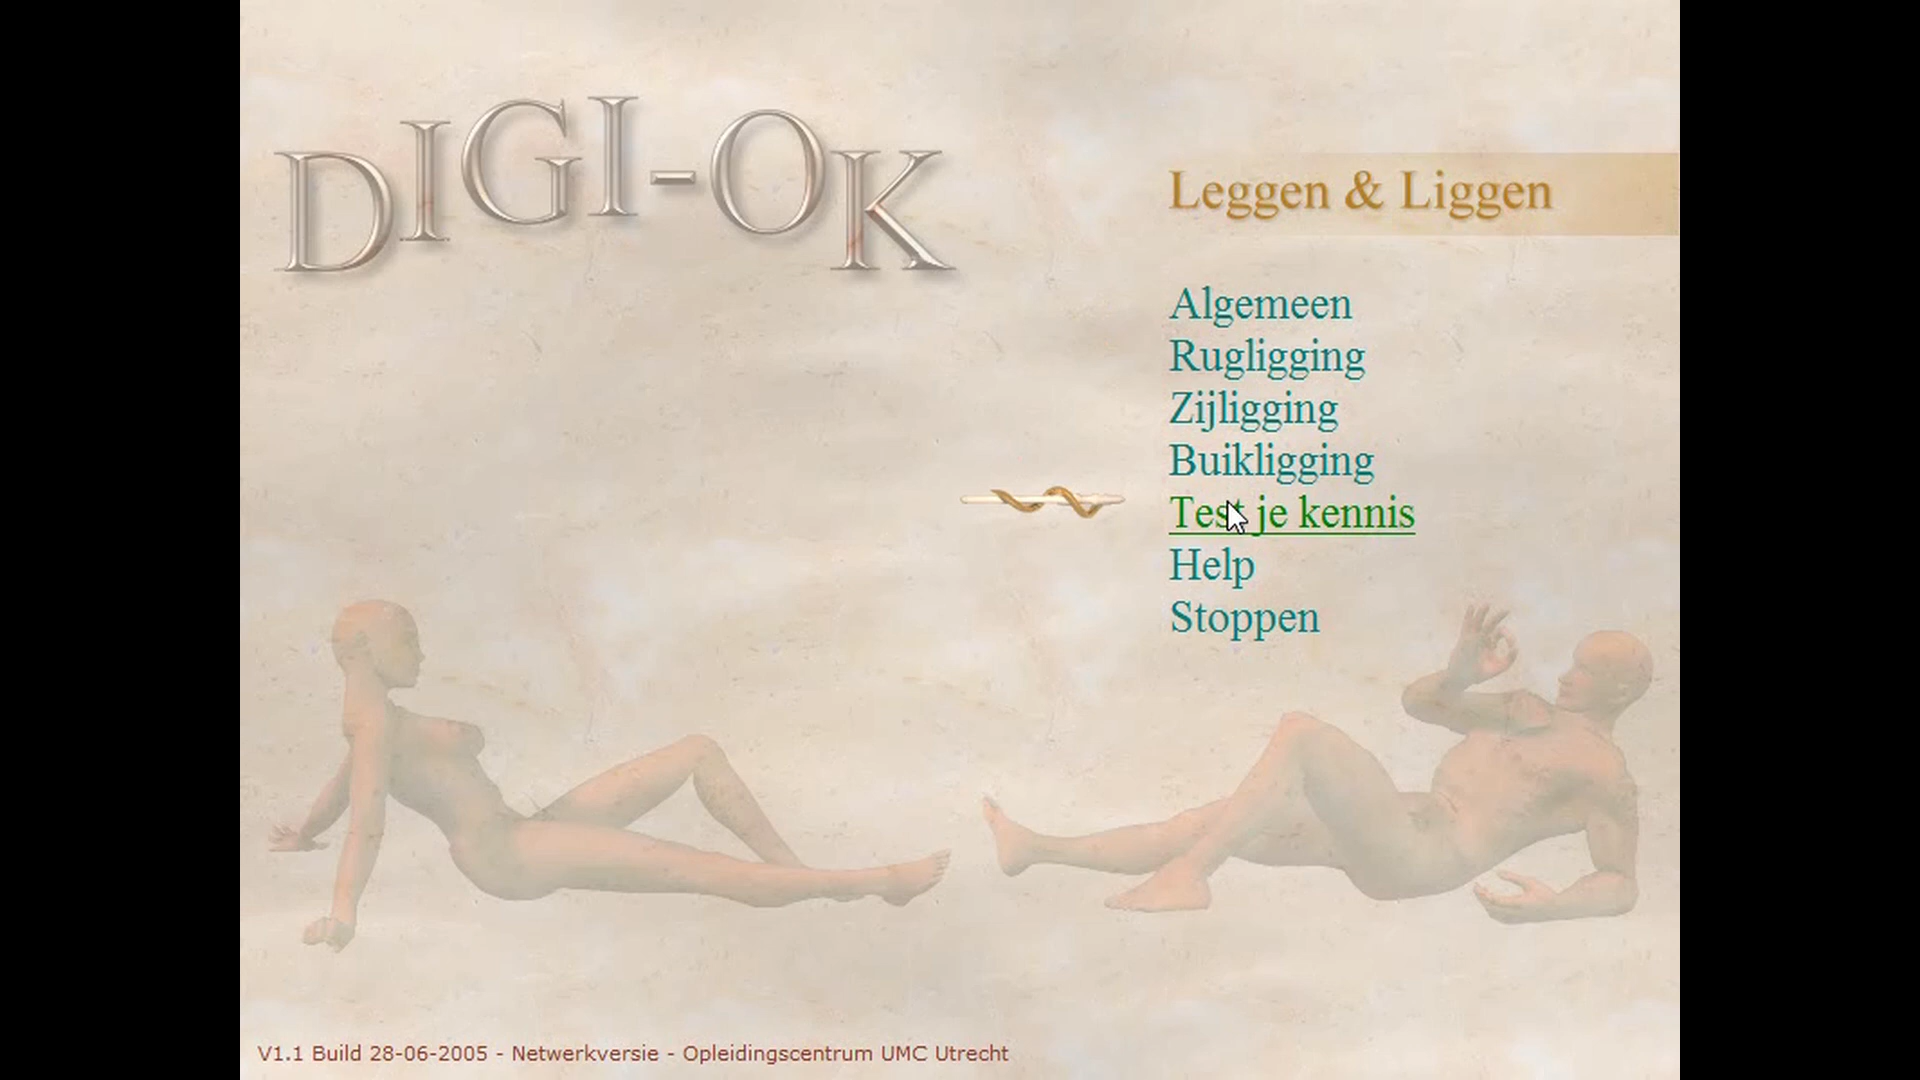 DIGI-OK
Leggen & Liggen
Algemeen
Rugligging
Zijligging
Buikligging
Test je kennis
Help
Stoppen
V1.1 Build 28-06-2005 - Netwerkversie - Opleidingscentrum UMC Utrecht